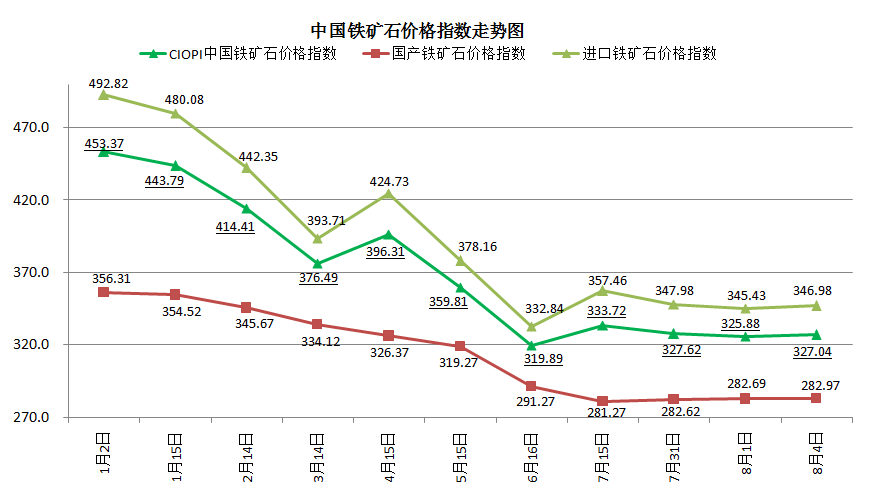 中国铁矿石价格指数走势图
CIOPI中国铁矿石价格指数 国产铁矿石价格指数 进口铁矿石价格指数
492.82
480.08
470.0
453.37
443.79
442.35
424.73
420.0
414.41
393.71
396.31
376.49
378.16
370.0
356.31
354.52
345.67
334.12
326.37
359.81
319.27
332.84
319.89
357.46
333.72
347.98
327.62
345.43
325.88
346.98
327.04
320.0
291.27
281.27
282.62
282.69
282.97
270.0
1月2日
1月15日
2月14日
3月14日
4月15日
5月15日
6月16日
7月15日
7月31日
8月1日
8月4日